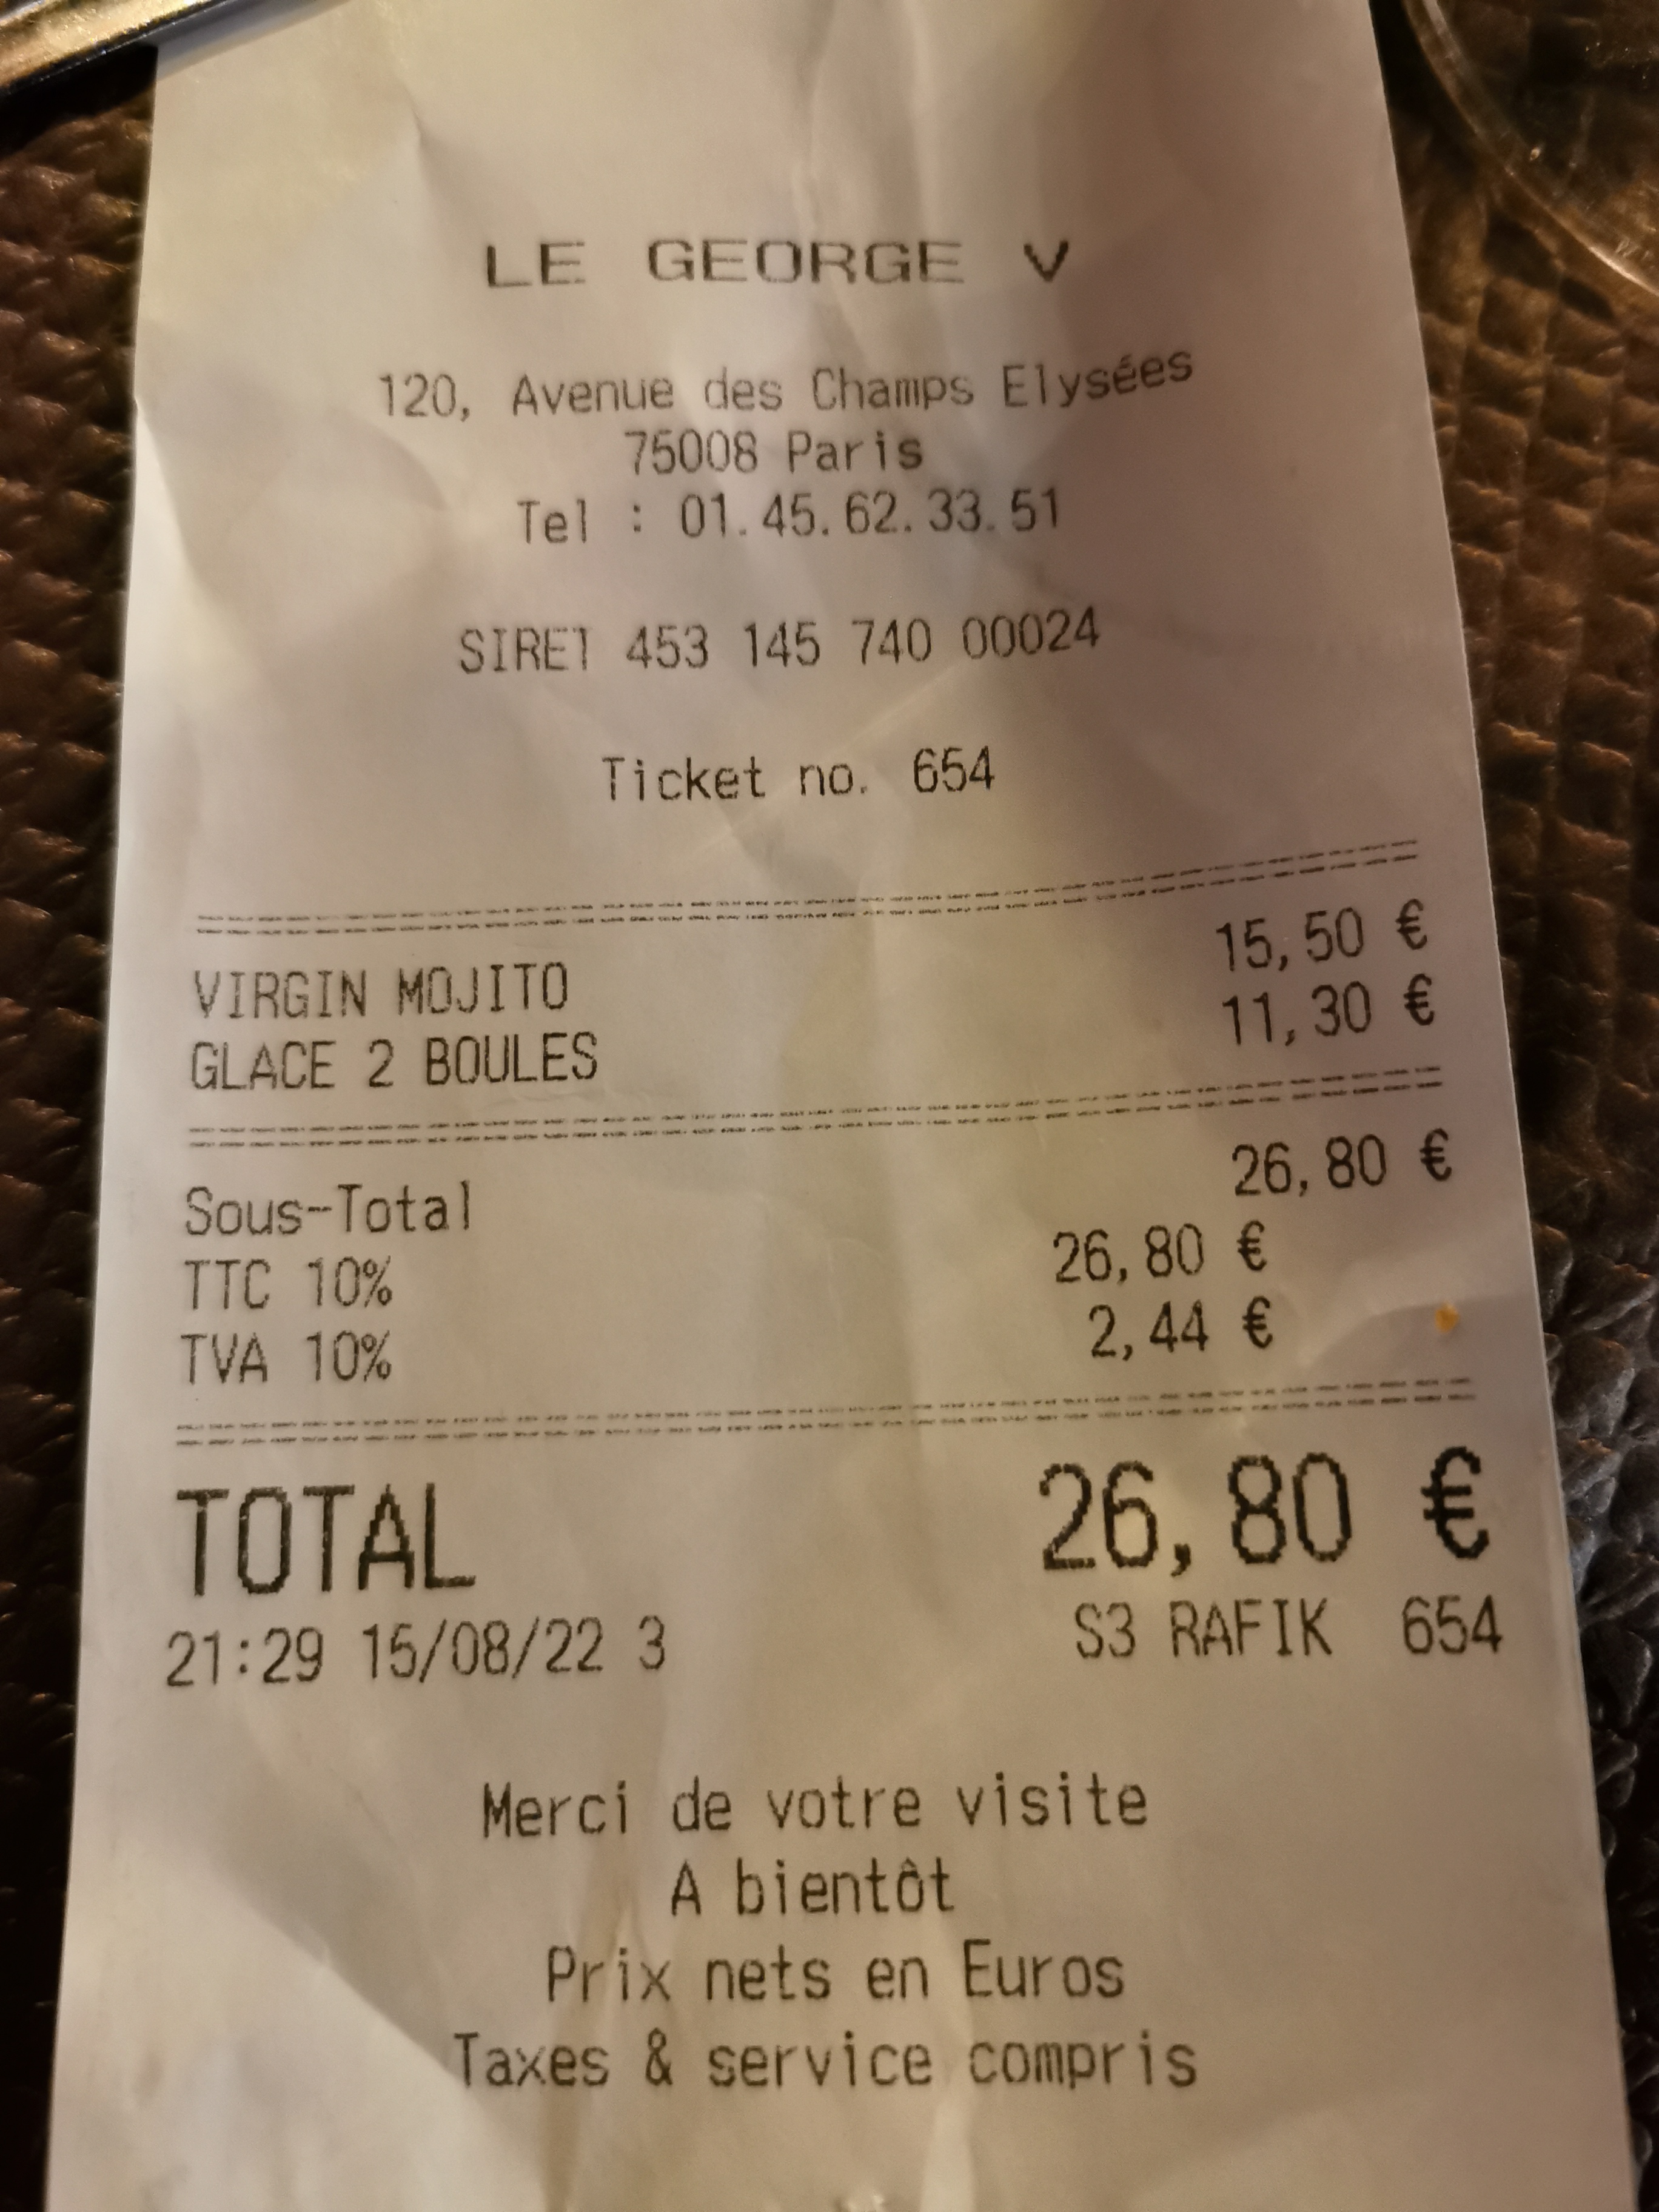 LE GEORGE V
120, Avenue des Champs Elysées
75008 Paris
Tel : 01.45.62.33.51
SIRET 453 145 740 00024
Ticket no. 654
VIRGIN MOJITO 15,50 €
GLACE 2 BOULES 11,30 €
Sous-Total 26,80 €
TTC 10% 26,80 €
TVA 10% 2,44 €
TOTAL 26,80 €
21:29 15/08/22 3 S3 RAFIK 654
Merci de votre visite
A bientôt
Prix nets en Euros
Taxes & service compris